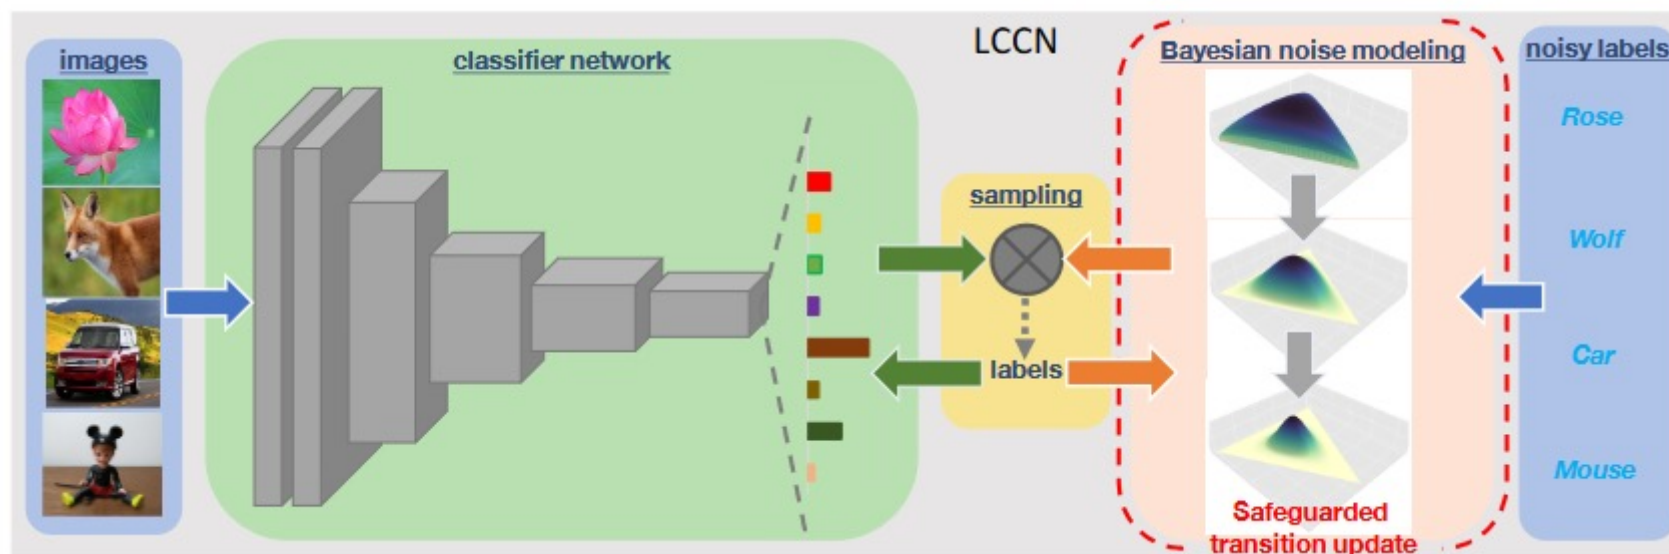 LCCN
images
classifier network
sampling
labels
Bayesian noise modeling
Safeguarded
transition update
noisy labels
Rose
Wolf
Car
Mouse